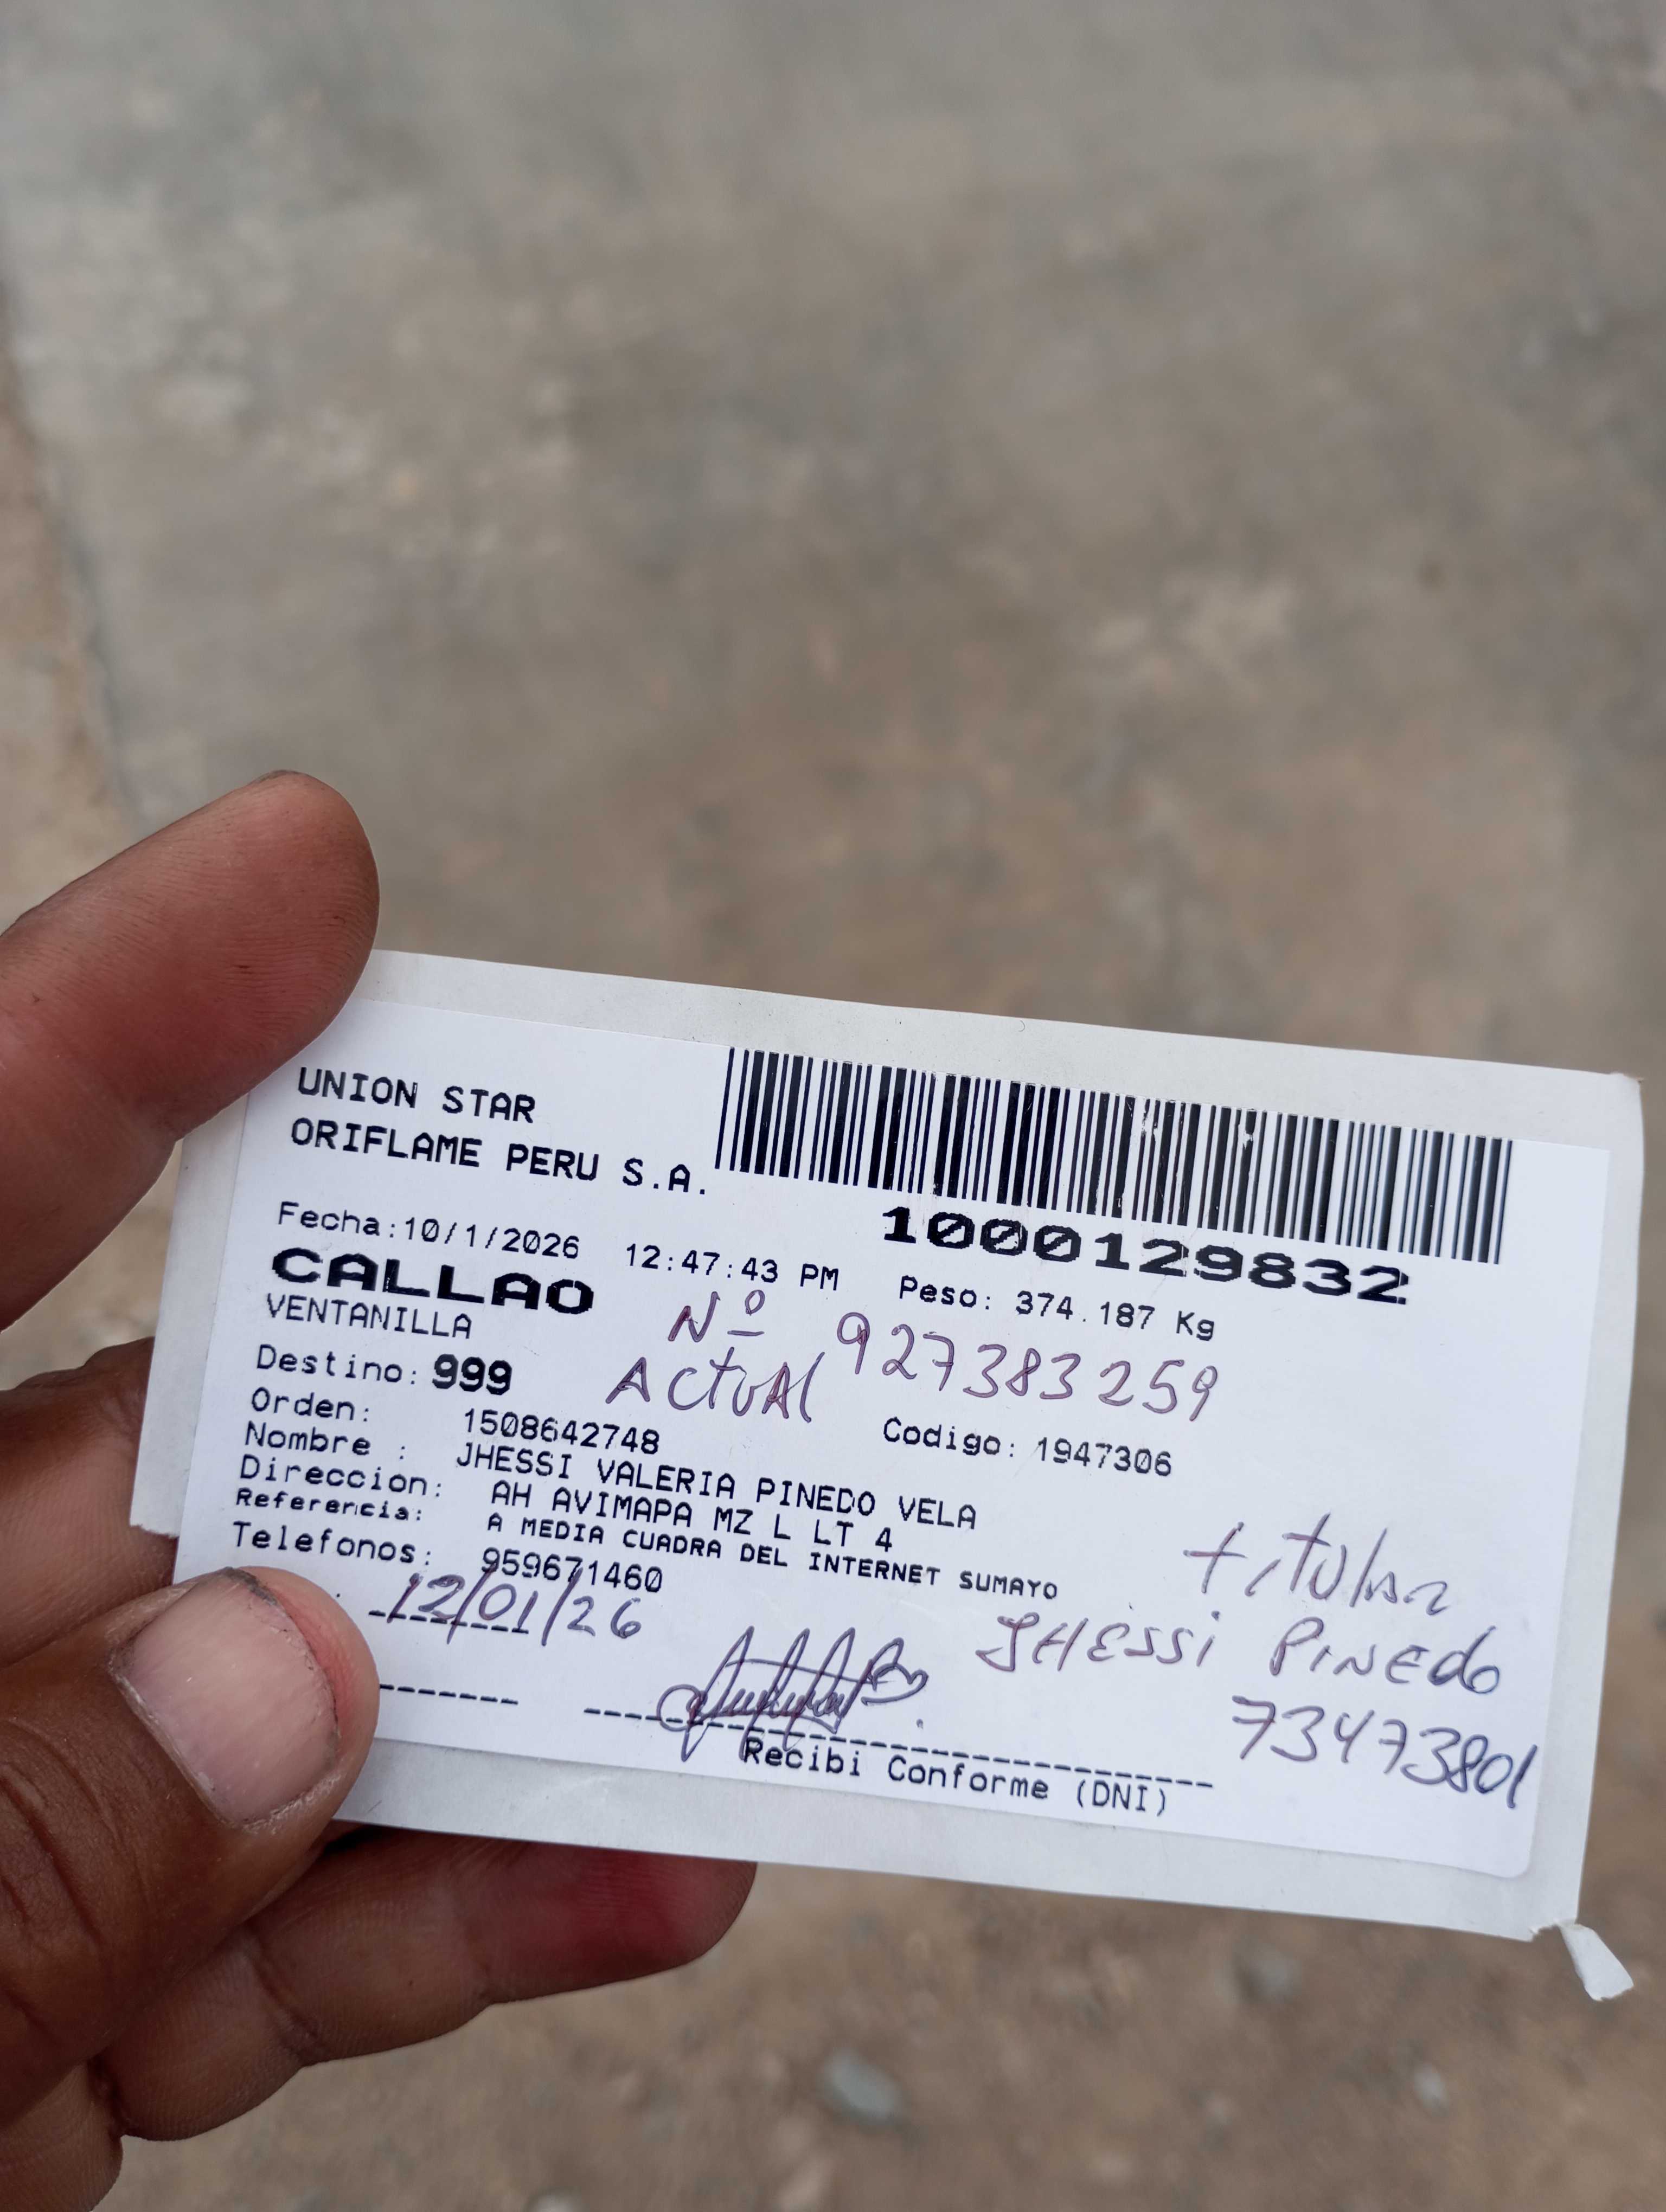 UNION STAR
ORIFLAME PERU S.A.
1000129832
Fecha:10/1/2026 12:47:43 PM Peso: 374.187 Kg
CALLAO
VENTANILLA
Nº 927383259
Actual
Destino: 999
Orden: 1508642748 Codigo: 1947306
Nombre : JHESSI VALERIA PINEDO VELA
Direccion: AH AVIMAPA MZ L LT 4
Referencia: A MEDIA CUADRA DEL INTERNET SUMAYO
Telefonos: 959671460
12/01/26
titular
JHESSi PINEdo
73473801
Recibi Conforme (DNI)